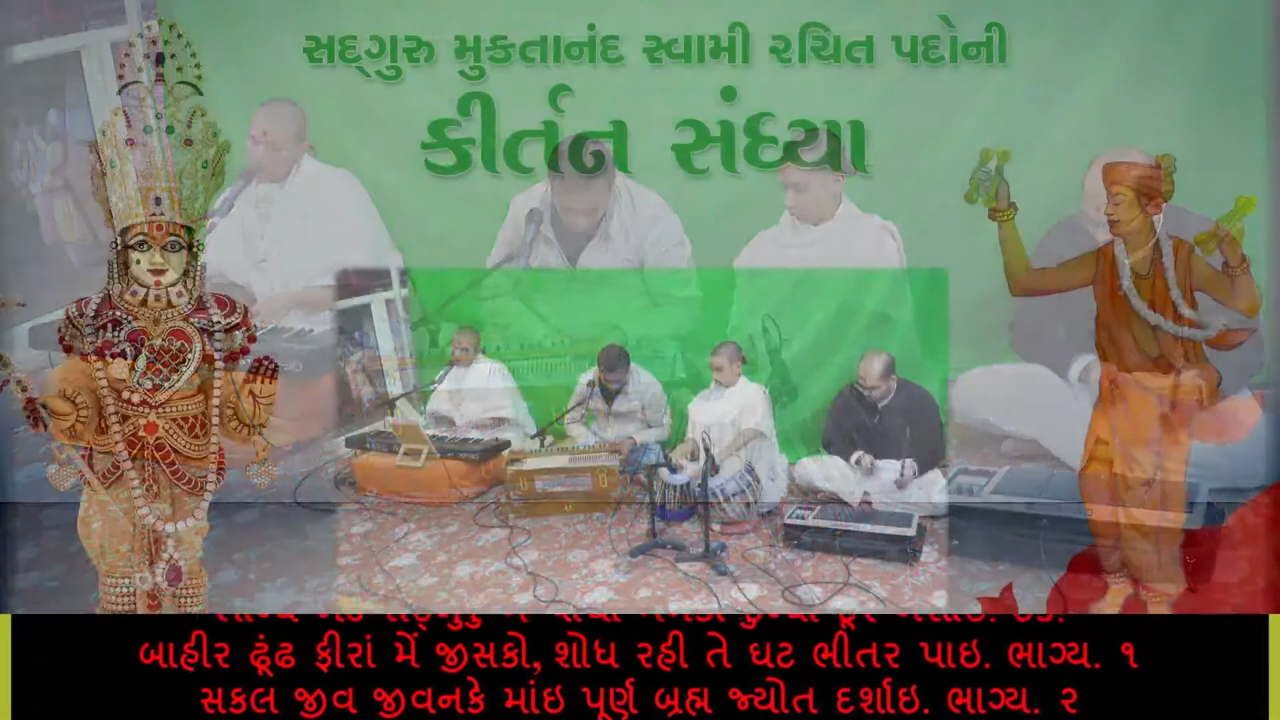 સદ્ગુરુ મુક્તાનંદ સ્વામી રચિત પદોની
કીર્તન સંધ્યા
બાહીર ઢૂંઢ ફીરાં મેં જીસકો, શોધ રહી તે ઘટ ભીતર પાઇ. ભાગ્ય. ૧
સકલ જીવ જીવનકે માંઇ પૂર્ણ બ્રહ્મ જ્યોત દર્શાઇ. ભાગ્ય. ૨